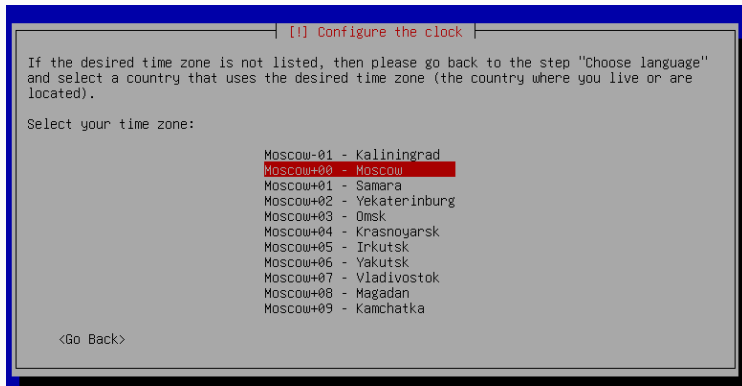 [!] Configure the clock
If the desired time zone is not listed, then please go back to the step "Choose language"
and select a country that uses the desired time zone (the country where you live or are
located).
Select your time zone:
Moscow-01 - Kaliningrad
Moscow+00 - Moscow
Moscow+01 - Samara
Moscow+02 - Yekaterinburg
Moscow+03 - Omsk
Moscow+04 - Krasnoyarsk
Moscow+05 - Irkutsk
Moscow+06 - Yakutsk
Moscow+07 - Vladivostok
Moscow+08 - Magadan
Moscow+09 - Kamchatka
<Go Back>